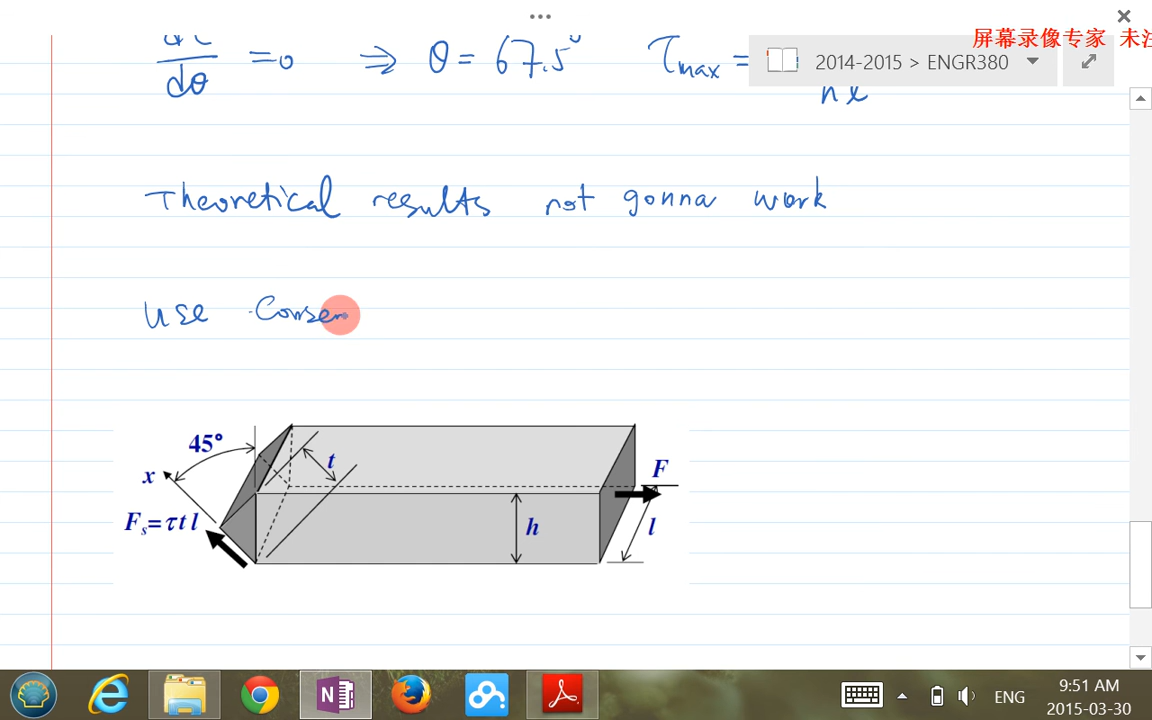 屏幕录像专家 未注
dθ =0 ⇒ θ = 67.5° τmax =
2014-2015 > ENGR380
hl
Theoretical results not gonna work
Use Conser
45°
t
x
F
Fs=τtl
h
l
ENG
9:51 AM
2015-03-30